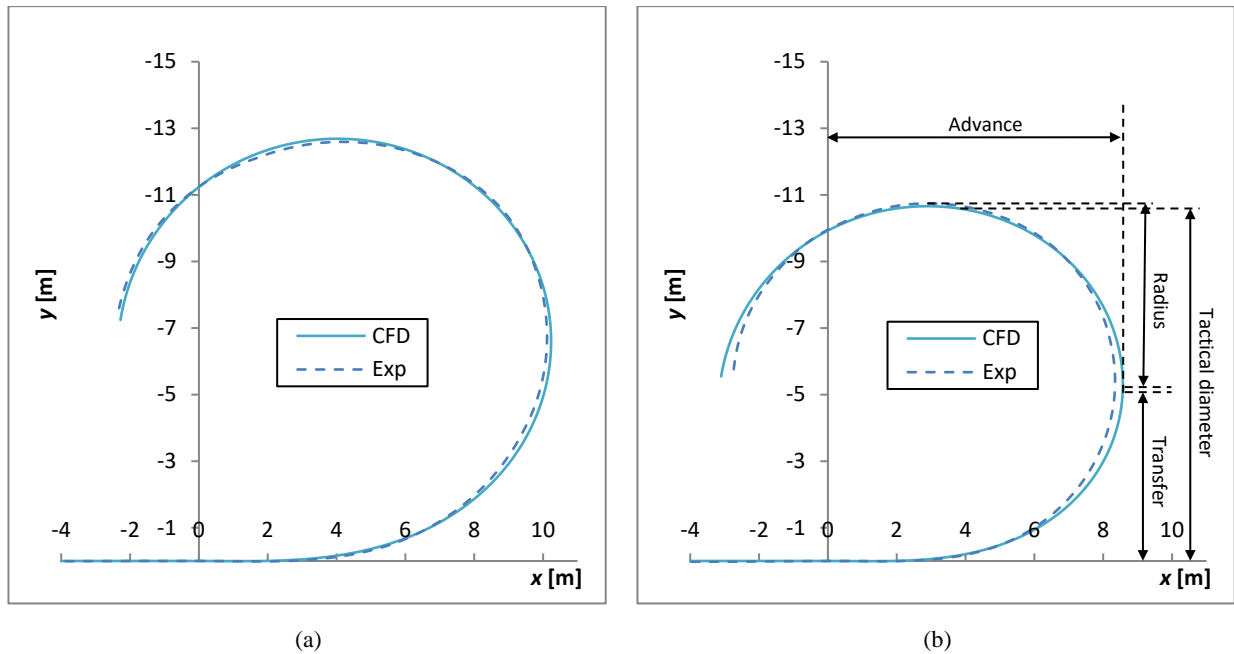 -15
-13
-11
-9
-7
-5
-3
-1
-4 -2 0 2 4 6 8 10
y [m]
x [m]
CFD
Exp
(a)
-15
-13
-11
-9
-7
-5
-3
-1
-4 -2 0 2 4 6 8 10
y [m]
x [m]
Advance
Radius
Tactical diameter
Transfer
CFD
Exp
(b)